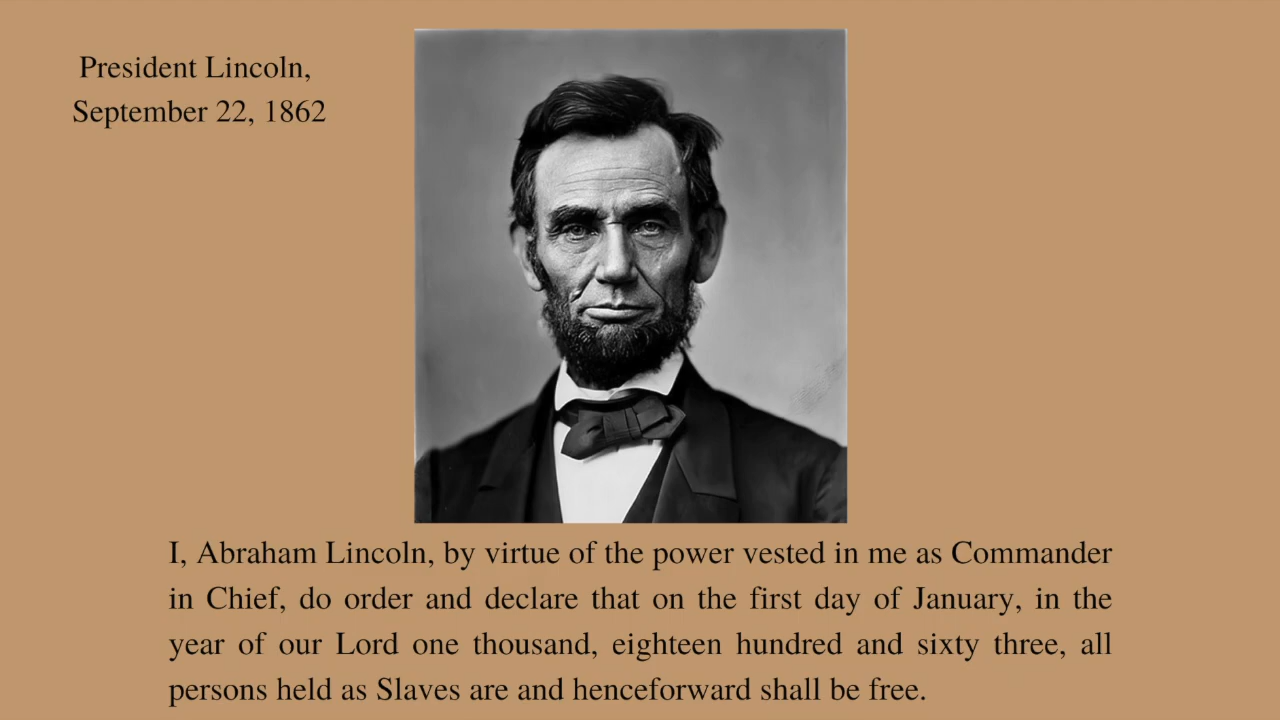 President Lincoln,
September 22, 1862
I, Abraham Lincoln, by virtue of the power vested in me as Commander
in Chief, do order and declare that on the first day of January, in the
year of our Lord one thousand, eighteen hundred and sixty three, all
persons held as Slaves are and henceforward shall be free.